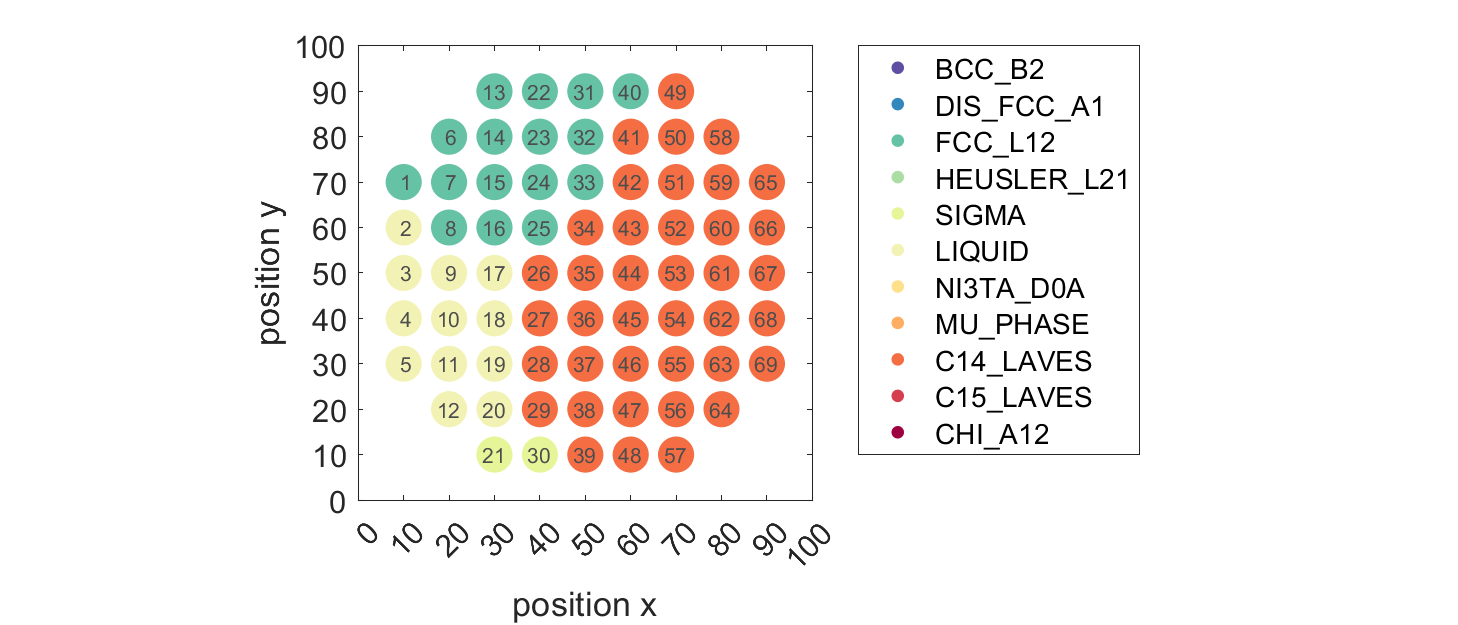 100
90
80
70
60
50
40
30
20
10
0
position y
13 22 31 40 49
6 14 23 32 41 50 58
1 7 15 24 33 42 51 59 65
2 8 16 25 34 43 52 60 66
3 9 17 26 35 44 53 61 67
4 10 18 27 36 45 54 62 68
5 11 19 28 37 46 55 63 69
12 20 29 38 47 56 64
21 30 39 48 57
0 10 20 30 40 50 60 70 80 90 100
position x
BCC_B2
DIS_FCC_A1
FCC_L12
HEUSLER_L21
SIGMA
LIQUID
NI3TA_D0A
MU_PHASE
C14_LAVES
C15_LAVES
CHI_A12